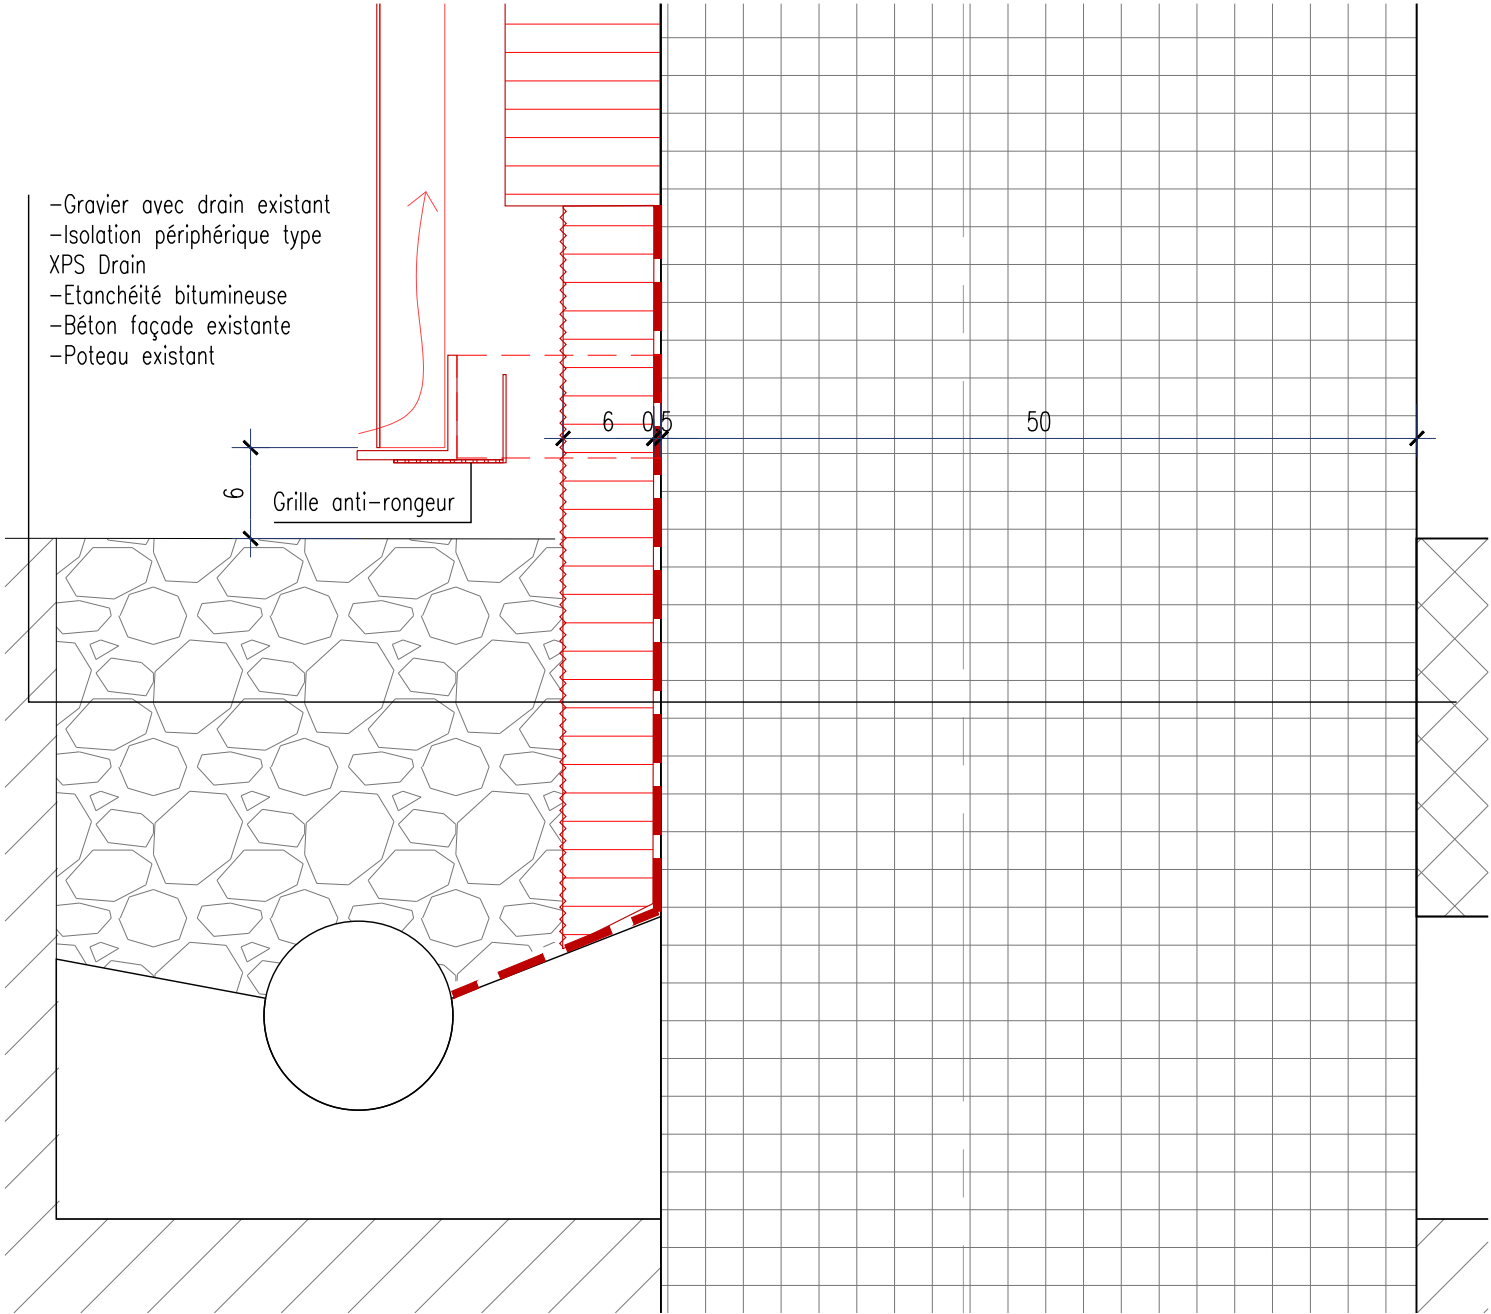 -Gravier avec drain existant
-Isolation périphérique type
XPS Drain
-Etanchéité bitumineuse
-Béton façade existante
-Poteau existant
6 0.5 50
6
Grille anti-rongeur